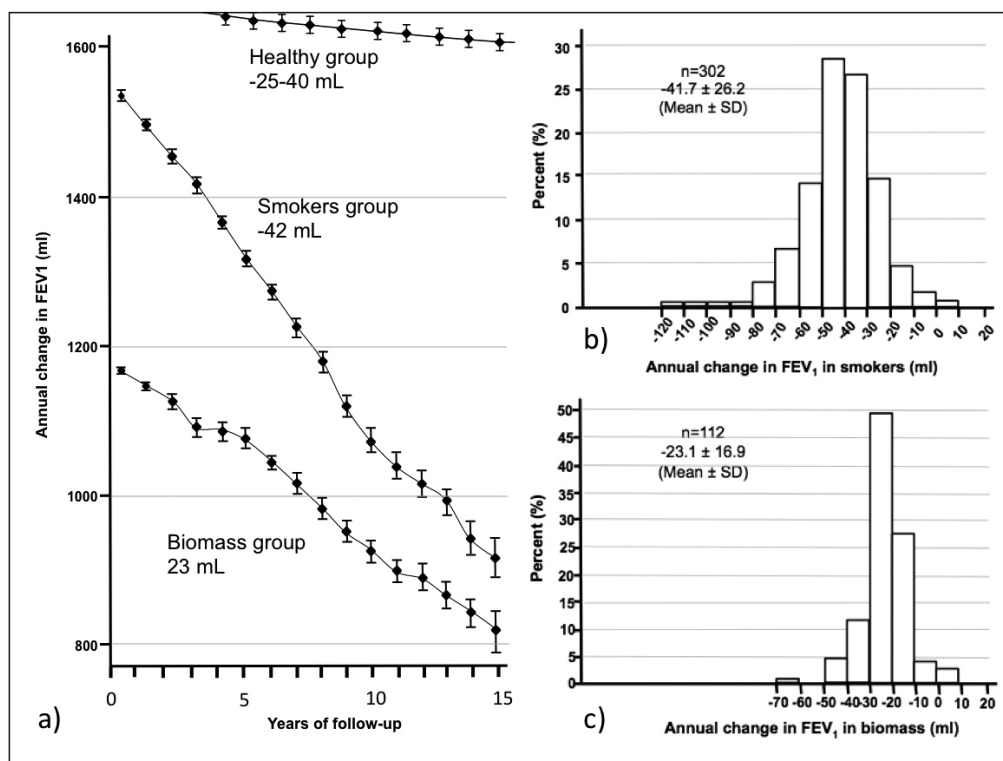 1600
1400
1200
1000
800
Annual change in FEV1 (ml)
Healthy group
-25-40 mL
Smokers group
-42 mL
Biomass group
23 mL
0 5 10 15
Years of follow-up
a)
30
25
20
15
10
5
0
Percent (%)
n=302
-41.7 ± 26.2
(Mean ± SD)
-120 -110 -100 -90 -80 -70 -60 -50 -40 -30 -20 -10 0 10 20
b)
Annual change in FEV₁ in smokers (ml)
50
45
40
35
30
25
20
15
10
5
0
Percent (%)
n=112
-23.1 ± 16.9
(Mean ± SD)
-70 -60 -50 -40 -30 -20 -10 0 10 20
c)
Annual change in FEV₁ in biomass (ml)